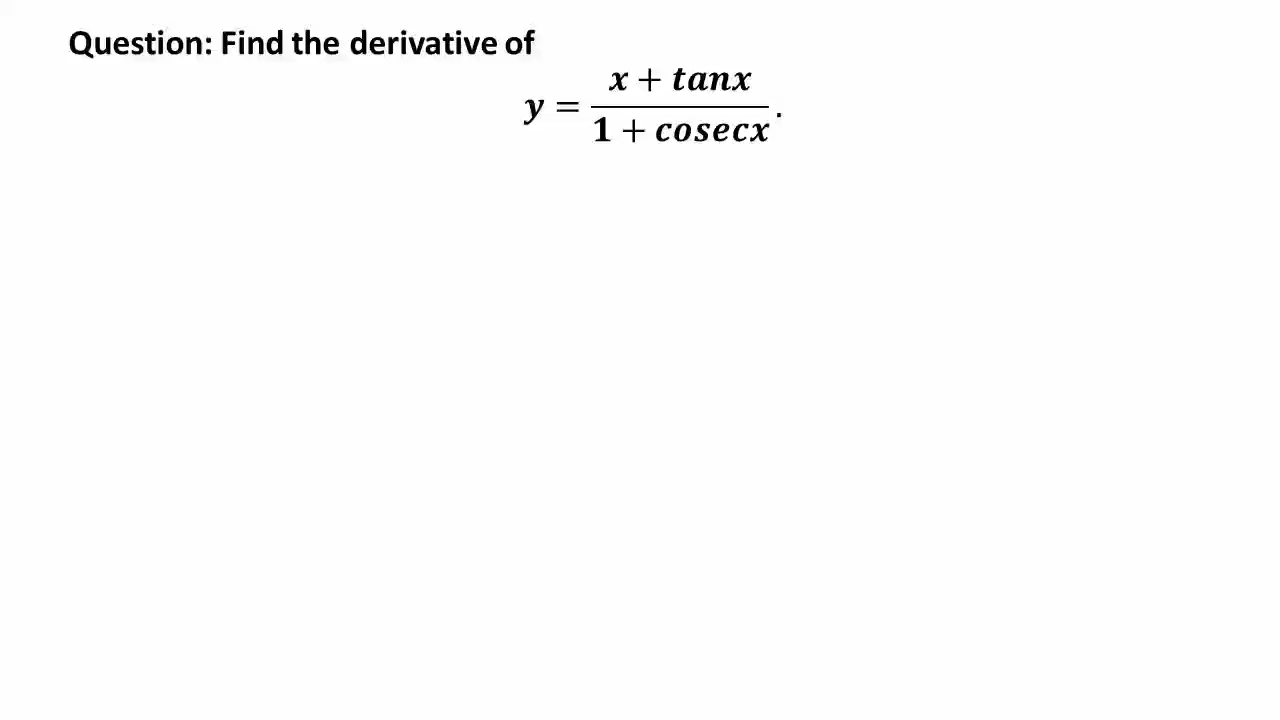 Question: Find the derivative of
y = x + tanx / 1 + cosecx .